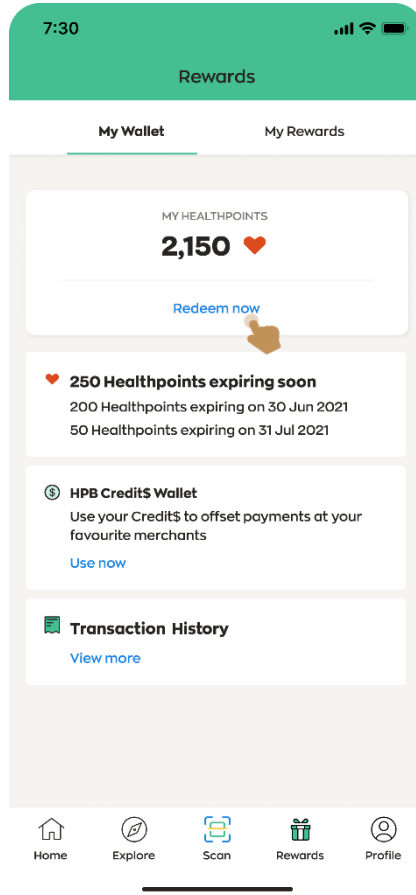 7:30
Rewards
My Wallet
My Rewards
MY HEALTHPOINTS
2,150
Redeem now
250 Healthpoints expiring soon
200 Healthpoints expiring on 30 Jun 2021
50 Healthpoints expiring on 31 Jul 2021
$ HPB Credit$ Wallet
Use your Credit$ to offset payments at your
favourite merchants
Use now
Transaction History
View more
Home Explore Scan Rewards Profile